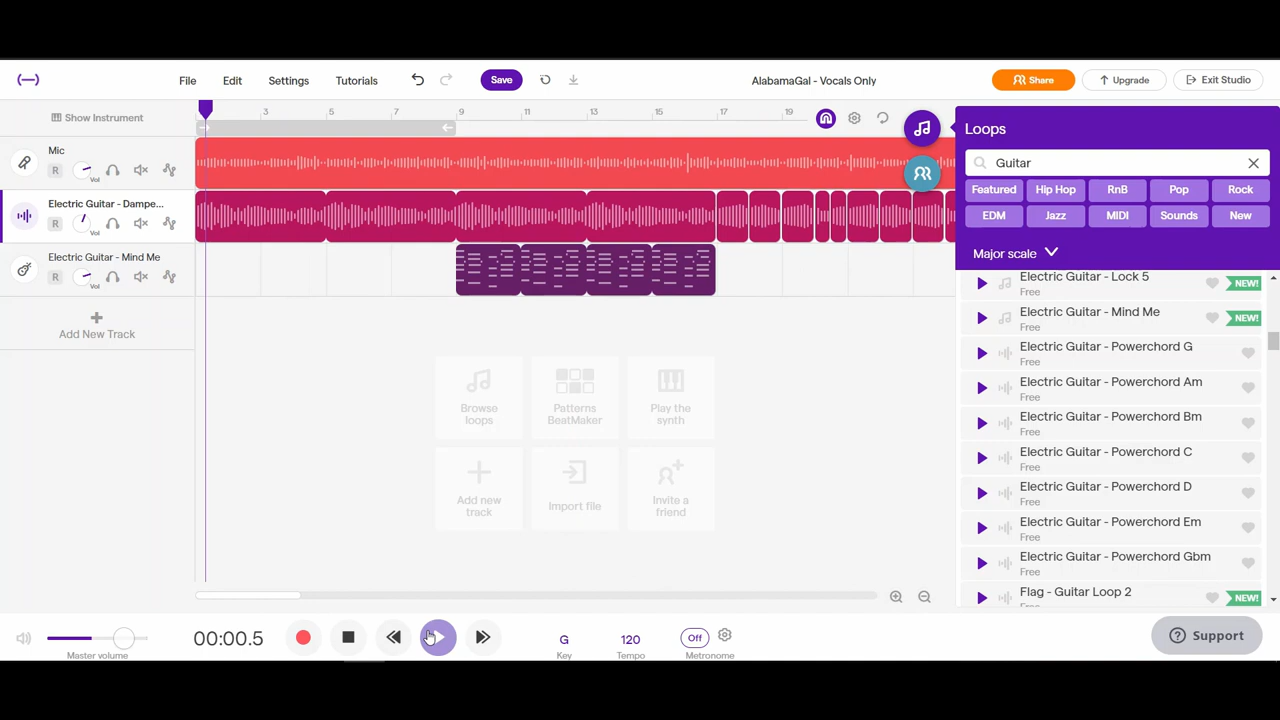 File Edit Settings Tutorials Save AlabamaGal - Vocals Only Share Upgrade Exit Studio
Show Instrument
3 5 7 9 11 13 15 17 19
Mic
R Vol
Electric Guitar - Dampe...
R Vol
Electric Guitar - Mind Me
R Vol
Add New Track
Browse loops
Patterns BeatMaker
Play the synth
Add new track
Import file
Invite a friend
Loops
Guitar
Featured Hip Hop RnB Pop Rock
EDM Jazz MIDI Sounds New
Major scale
Electric Guitar - Lock 5 NEW!
Free
Electric Guitar - Mind Me NEW!
Free
Electric Guitar - Powerchord G
Free
Electric Guitar - Powerchord Am
Free
Electric Guitar - Powerchord Bm
Free
Electric Guitar - Powerchord C
Free
Electric Guitar - Powerchord D
Free
Electric Guitar - Powerchord Em
Free
Electric Guitar - Powerchord Gbm
Free
Flag - Guitar Loop 2 NEW!
Free
Master volume
00:00.5
G
Key
120
Tempo
Off
Metronome
Support